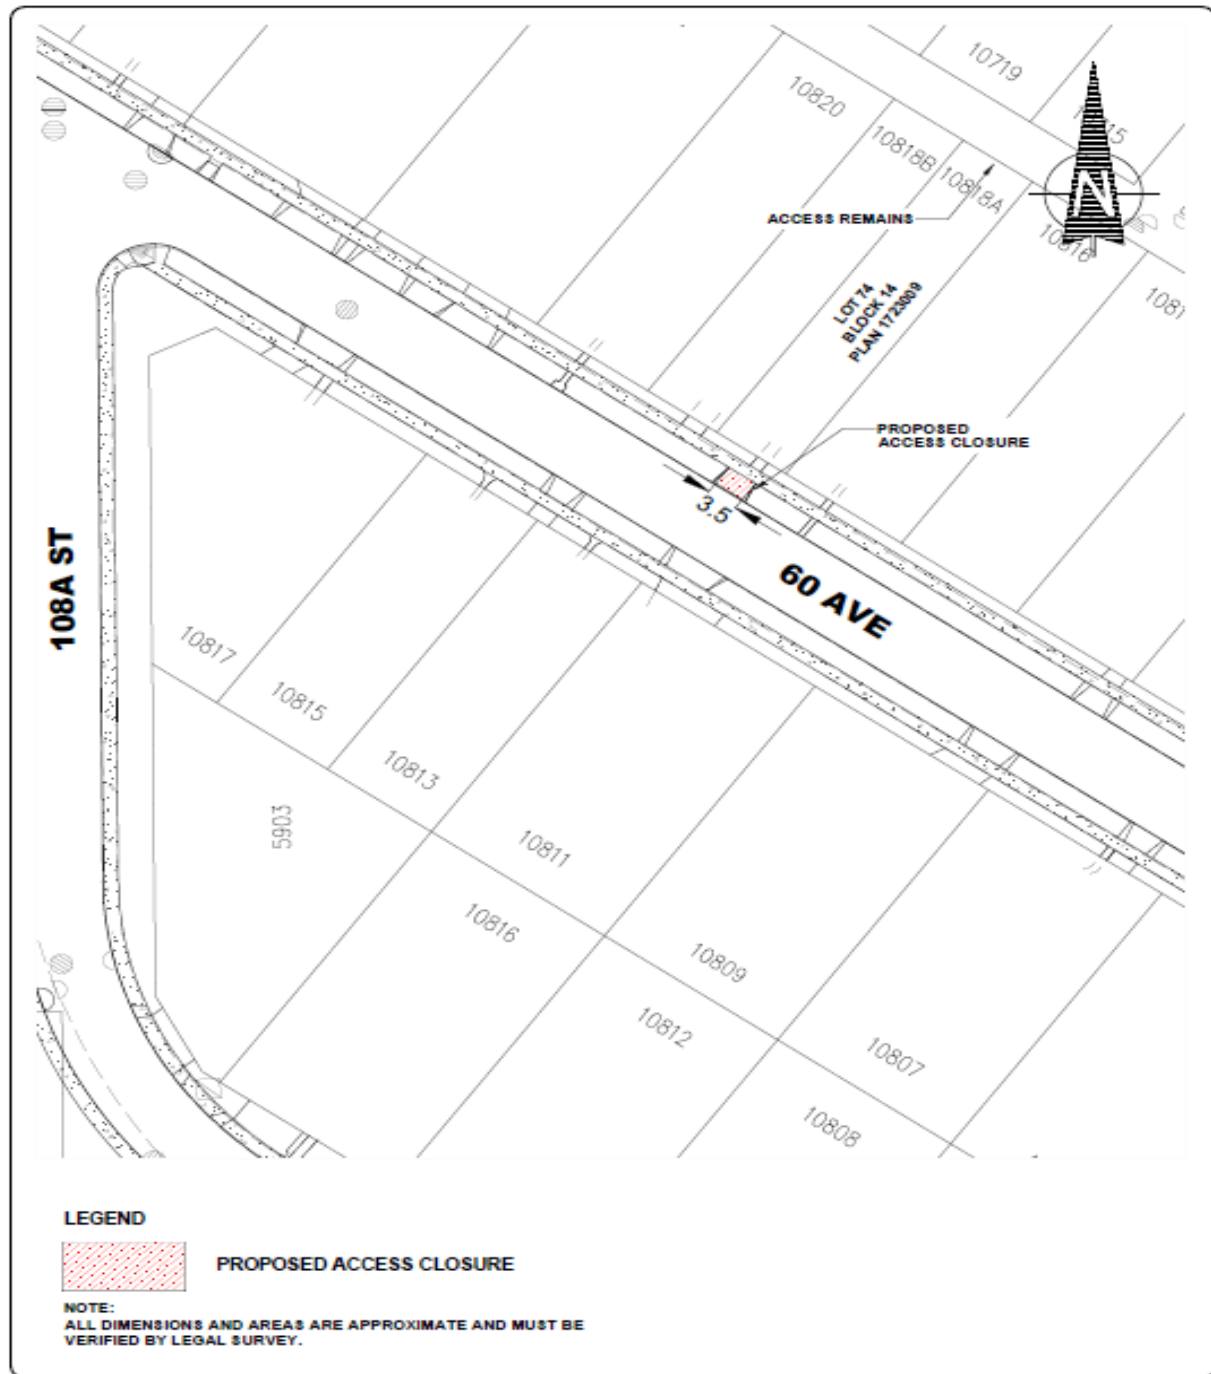 10719
10820
10818B
10818A
N
ACCESS REMAINS
10816
LOT 74
BLOCK 14
PLAN 1723009
PROPOSED
ACCESS CLOSURE
3.5
60 AVE
108A ST
10817
10815
10813
5903
10811
10816
10809
10812
10807
10808
LEGEND
PROPOSED ACCESS CLOSURE
NOTE:
ALL DIMENSIONS AND AREAS ARE APPROXIMATE AND MUST BE
VERIFIED BY LEGAL SURVEY.